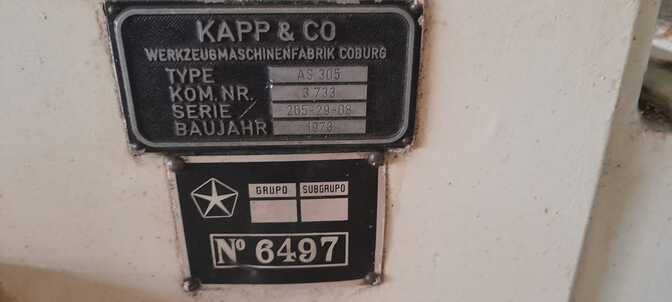 KAPP & CO
WERKZEUGMASCHINENFABRIK COBURG
TYPE AS 305
KOM. NR. 3 733
SERIE/ 265-29-08
BAUJAHR 1973
GRUPO SUBGRUPO
Nº 6497